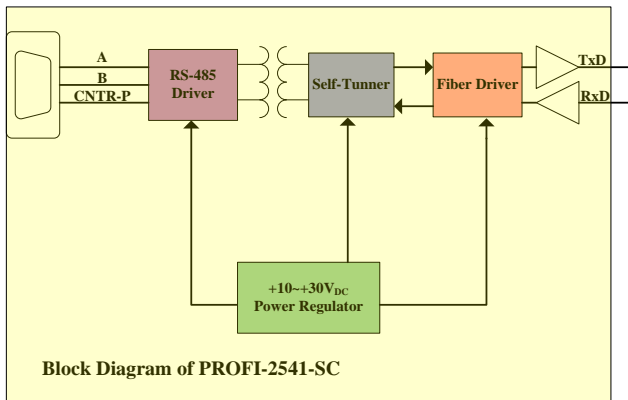 A
B
CNTR-P
RS-485
Driver
Self-Tunner
Fiber Driver
TxD
RxD
+10~+30VDC
Power Regulator
Block Diagram of PROFI-2541-SC